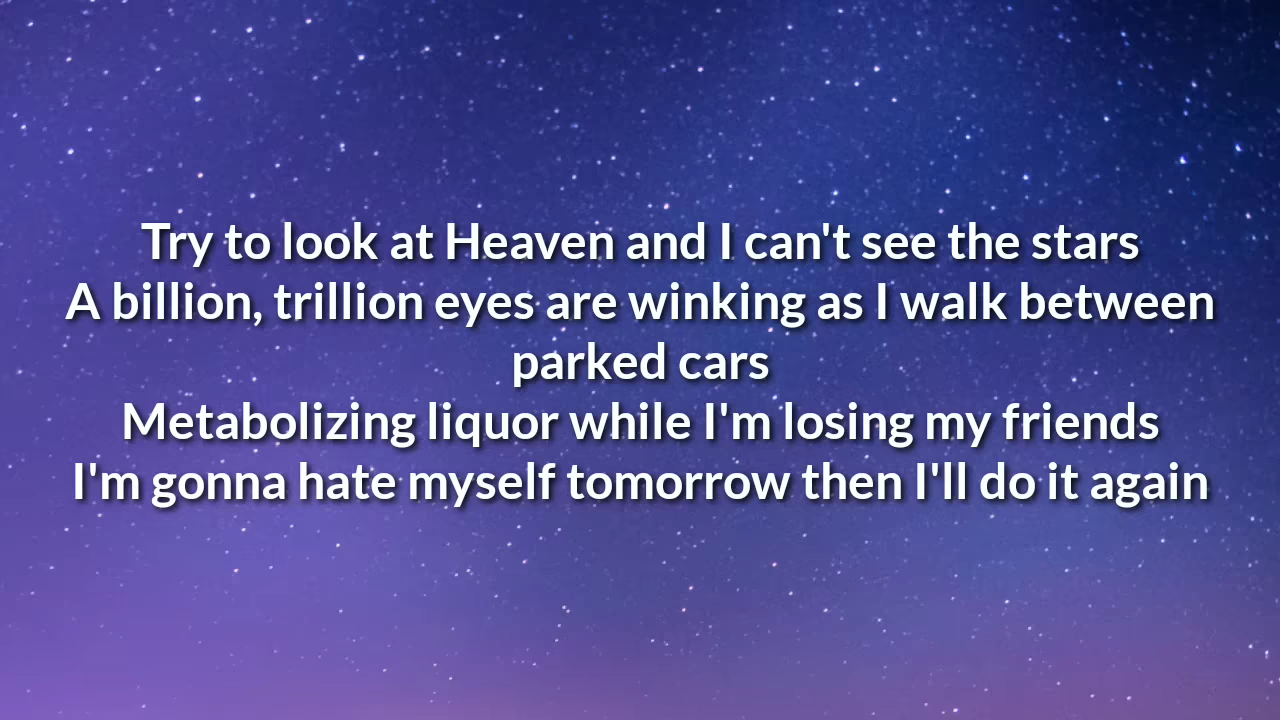 Try to look at Heaven and I can't see the stars
A billion, trillion eyes are winking as I walk between
parked cars
Metabolizing liquor while I'm losing my friends
I'm gonna hate myself tomorrow then I'll do it again